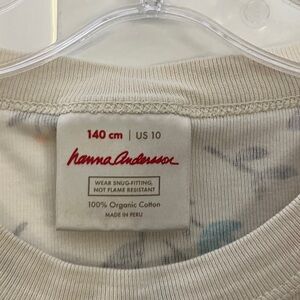 140 cm | US 10
hanna andersson
WEAR SNUG-FITTING,
NOT FLAME RESISTANT
100% Organic Cotton
MADE IN PERU